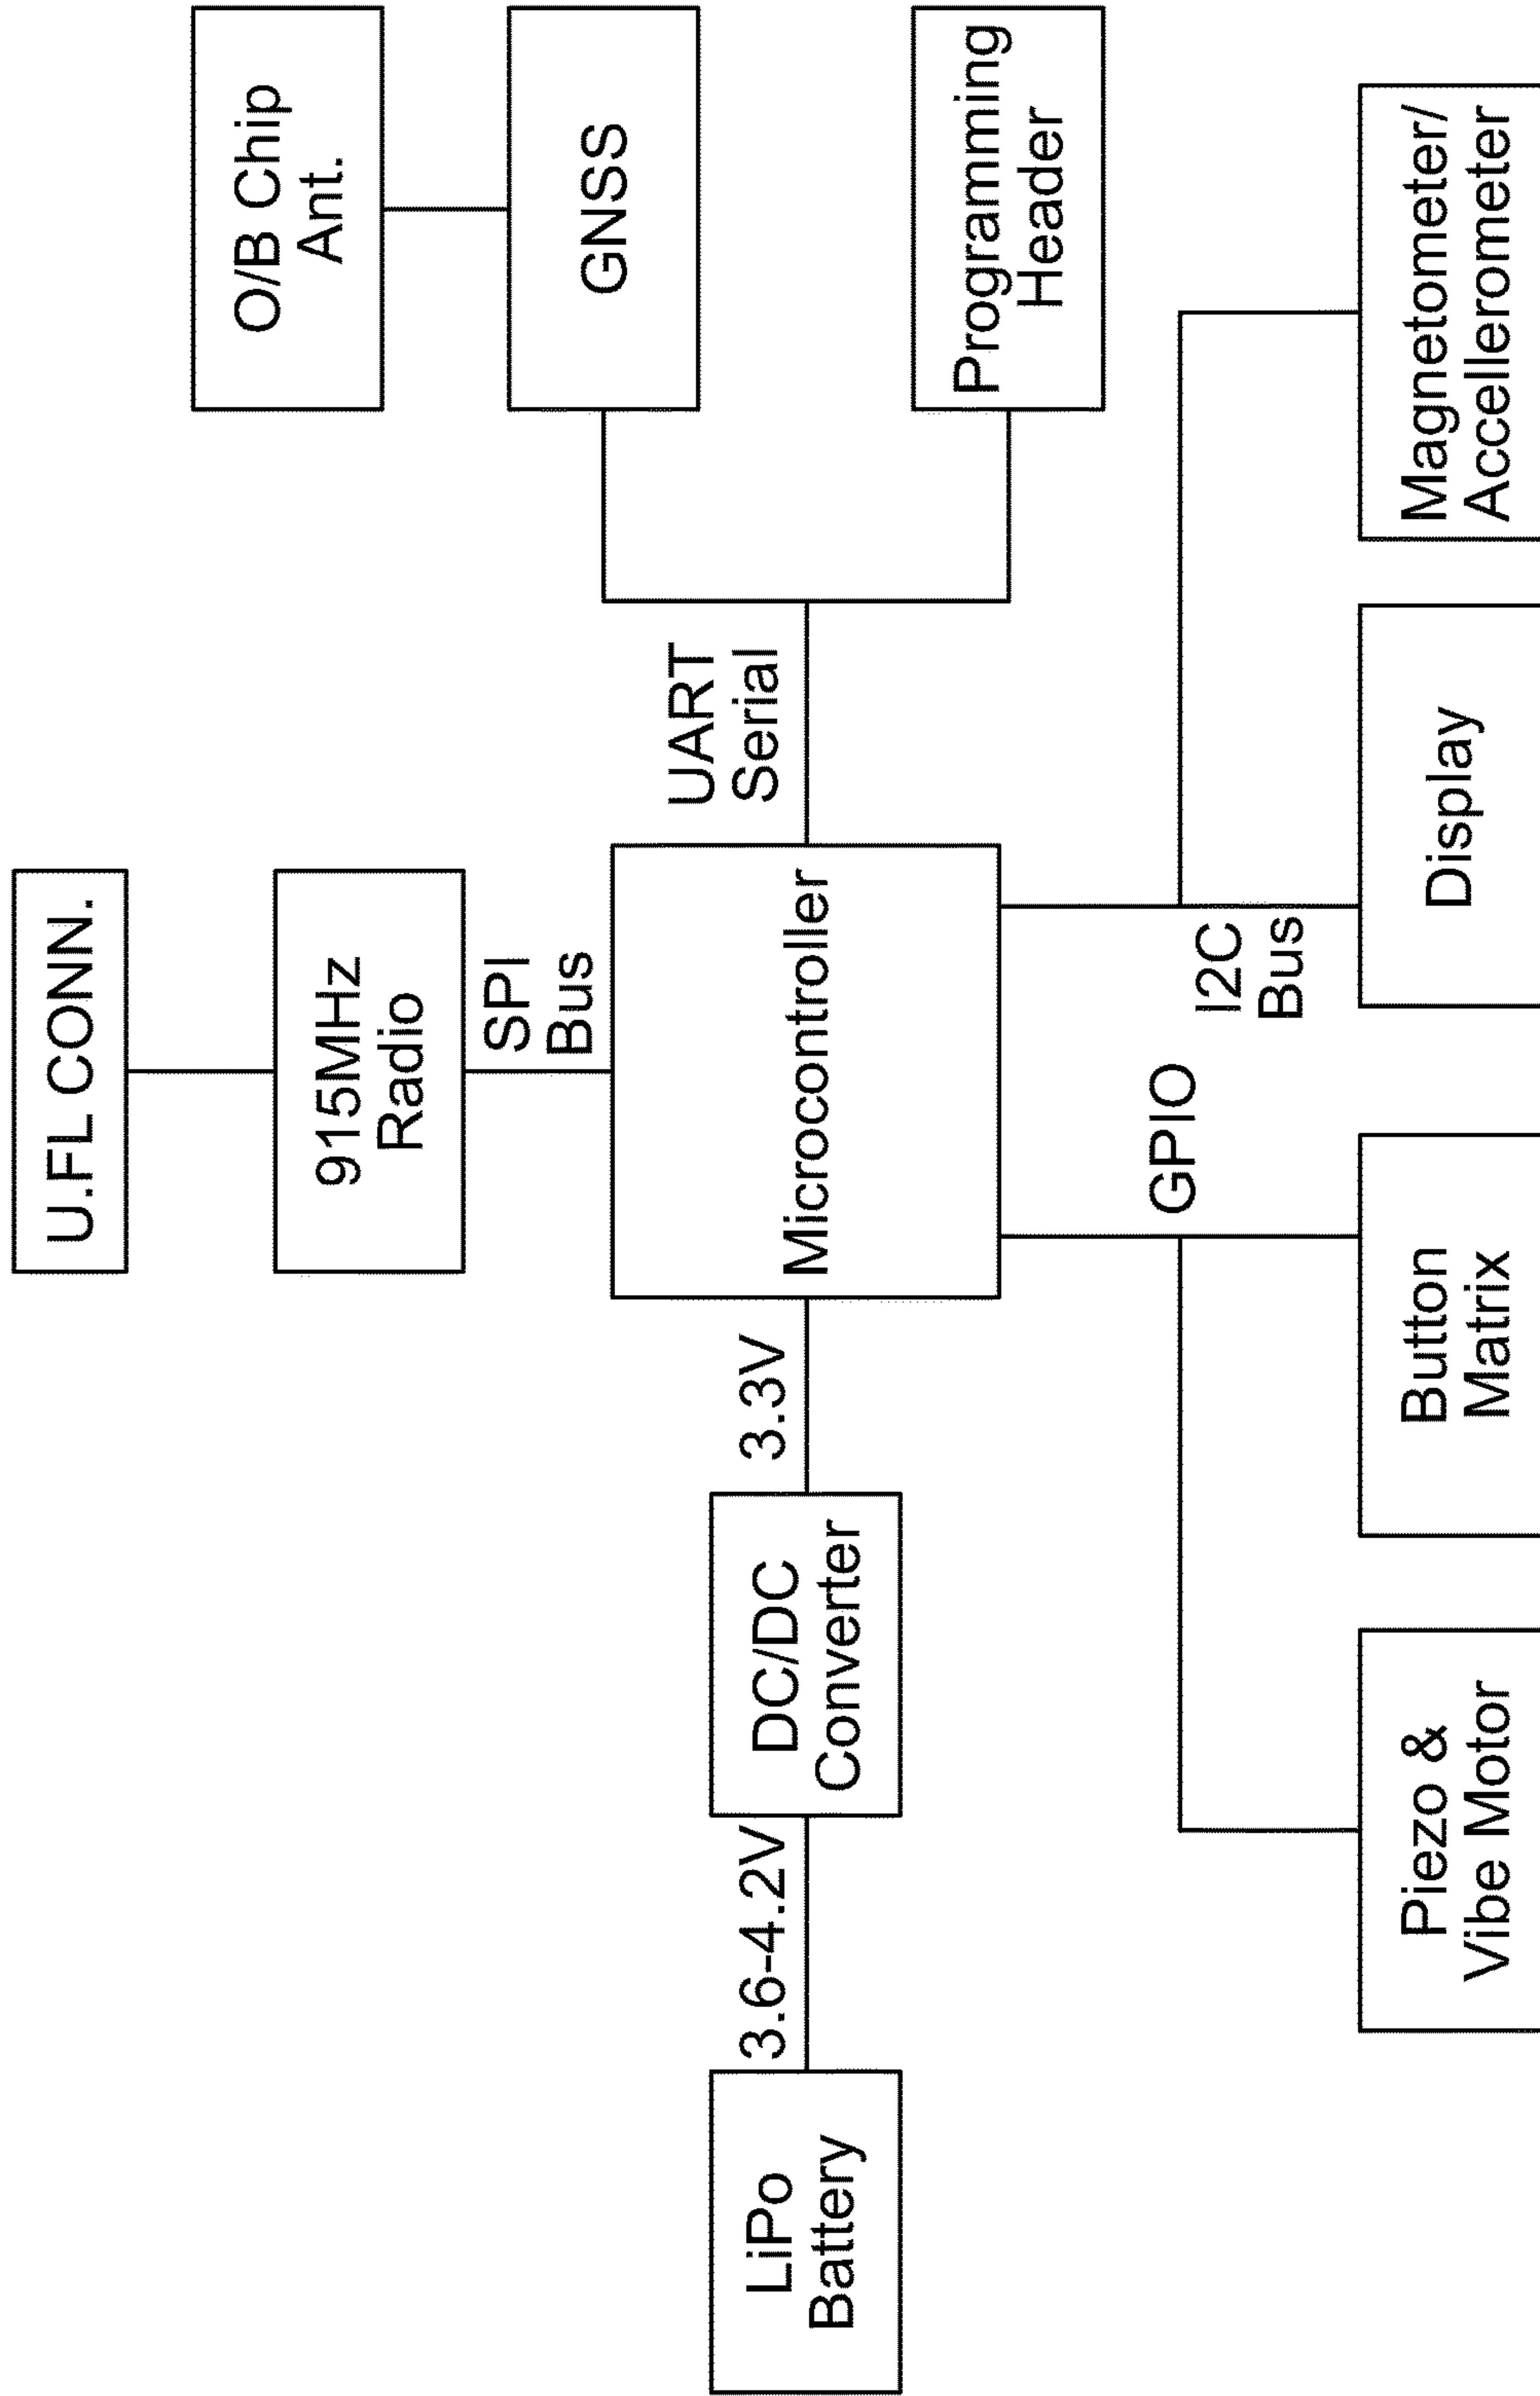 U.FL CONN.
915MHz
Radio
SPI
Bus
O/B Chip
Ant.
GNSS
UART
Serial
Programming
Header
LiPo
Battery
3.6-4.2V
DC/DC
Converter
3.3V
Microcontroller
GPIO
I2C
Bus
Piezo &
Vibe Motor
Button
Matrix
Display
Magnetometer/
Accellerometer